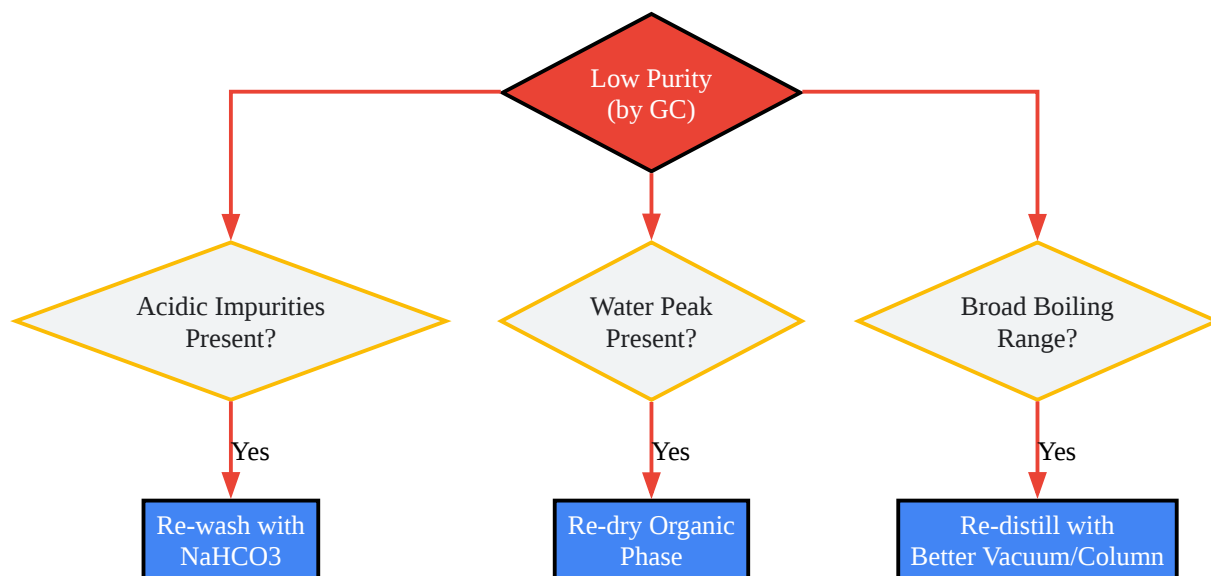 Low Purity
(by GC)
Acidic Impurities
Present?
Water Peak
Present?
Broad Boiling
Range?
Yes
Yes
Yes
Re-wash with
NaHCO3
Re-dry Organic
Phase
Re-distill with
Better Vacuum/Column